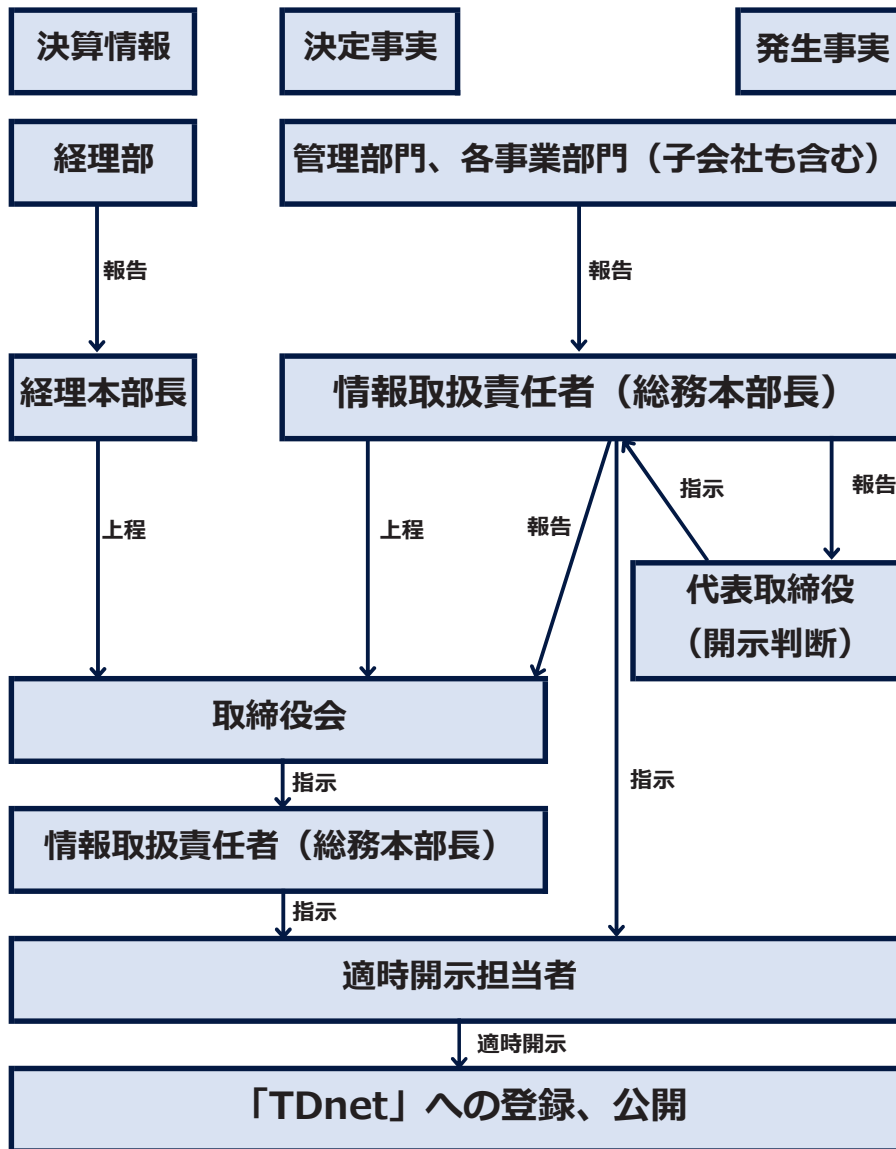 決算情報
決定事実
発生事実
経理部
管理部門、各事業部門（子会社も含む）
報告
報告
経理本部長
情報取扱責任者（総務本部長）
上程
上程
報告
指示
報告
代表取締役
（開示判断）
取締役会
指示
指示
情報取扱責任者（総務本部長）
指示
適時開示担当者
適時開示
「TDnet」への登録、公開